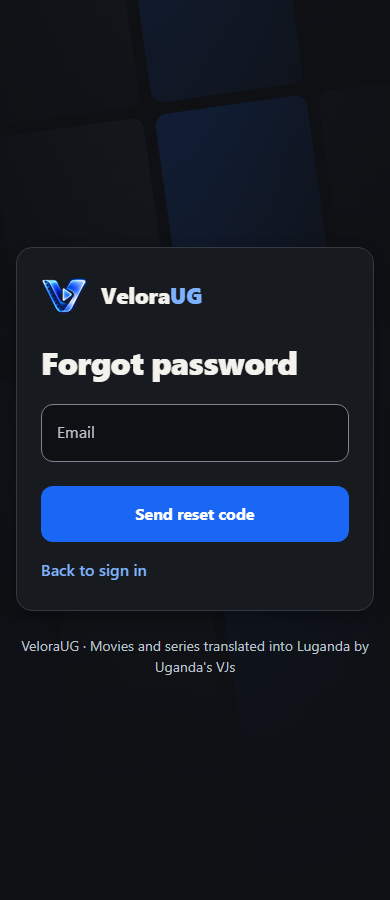 VeloraUG
Forgot password
Email
Send reset code
Back to sign in
VeloraUG · Movies and series translated into Luganda by
Uganda's VJs